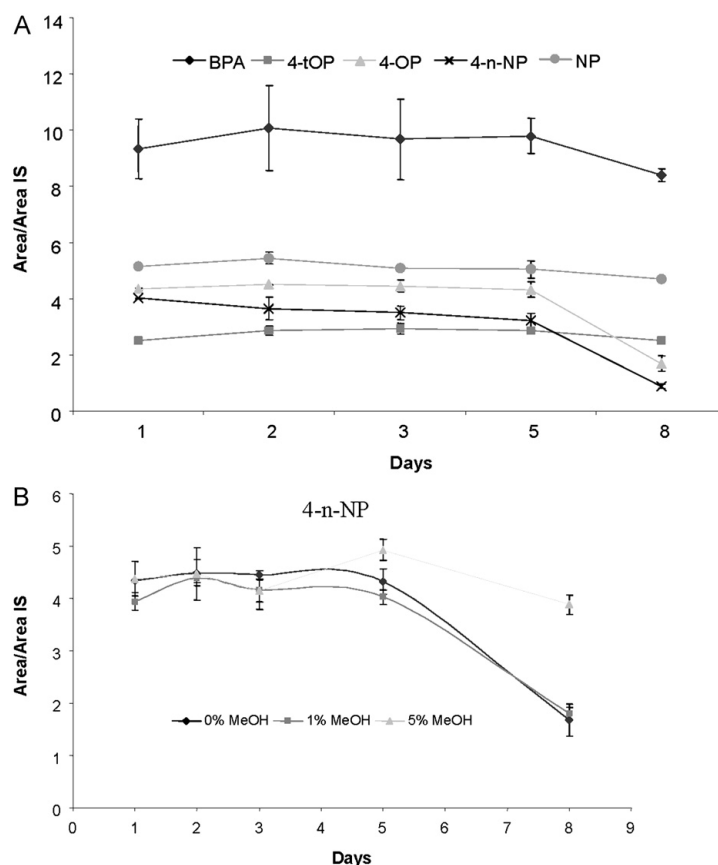 A
14
12
10
8
6
4
2
0
Area/Area IS
BPA 4-tOP 4-OP 4-n-NP NP
1 2 3 5 8
Days
B
4-n-NP
6
5
4
3
2
1
0
Area/Area IS
0% MeOH 1% MeOH 5% MeOH
0 1 2 3 4 5 6 7 8 9
Days